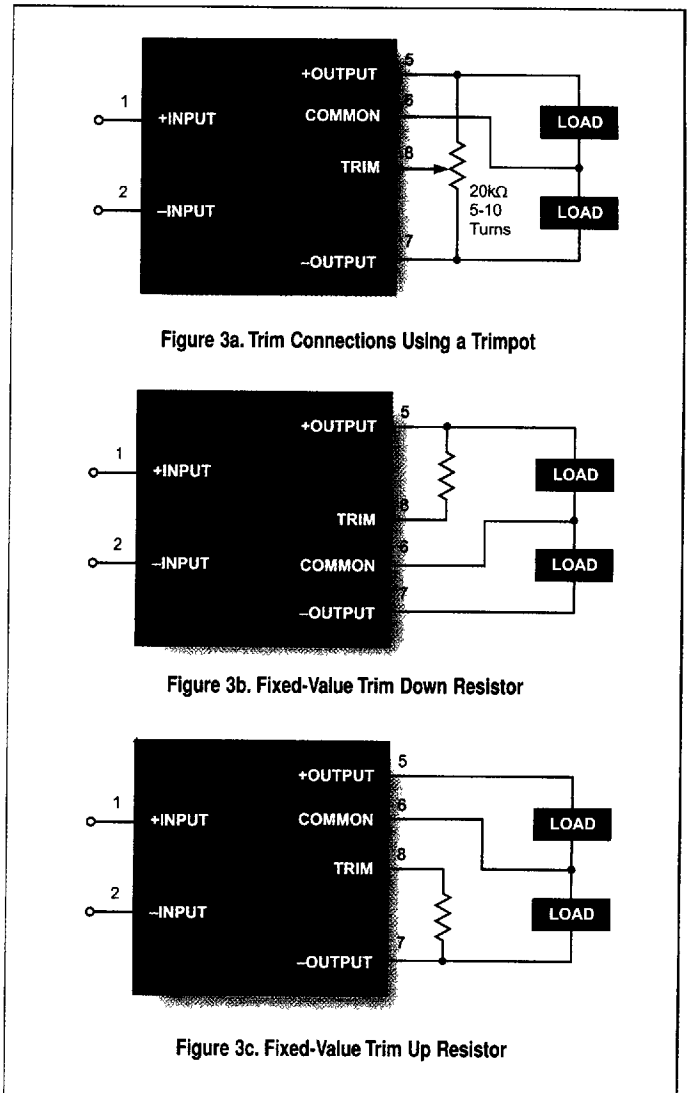 +OUTPUT 5
1 +INPUT
COMMON 6
LOAD
TRIM 8
20kΩ
5-10
Turns
2 –INPUT
LOAD
–OUTPUT 7
Figure 3a. Trim Connections Using a Trimpot
+OUTPUT 5
1 +INPUT
LOAD
TRIM 8
2 –INPUT
COMMON 6
LOAD
–OUTPUT 7
Figure 3b. Fixed-Value Trim Down Resistor
+OUTPUT 5
1 +INPUT
COMMON 6
LOAD
TRIM 8
2 –INPUT
LOAD
–OUTPUT 7
Figure 3c. Fixed-Value Trim Up Resistor